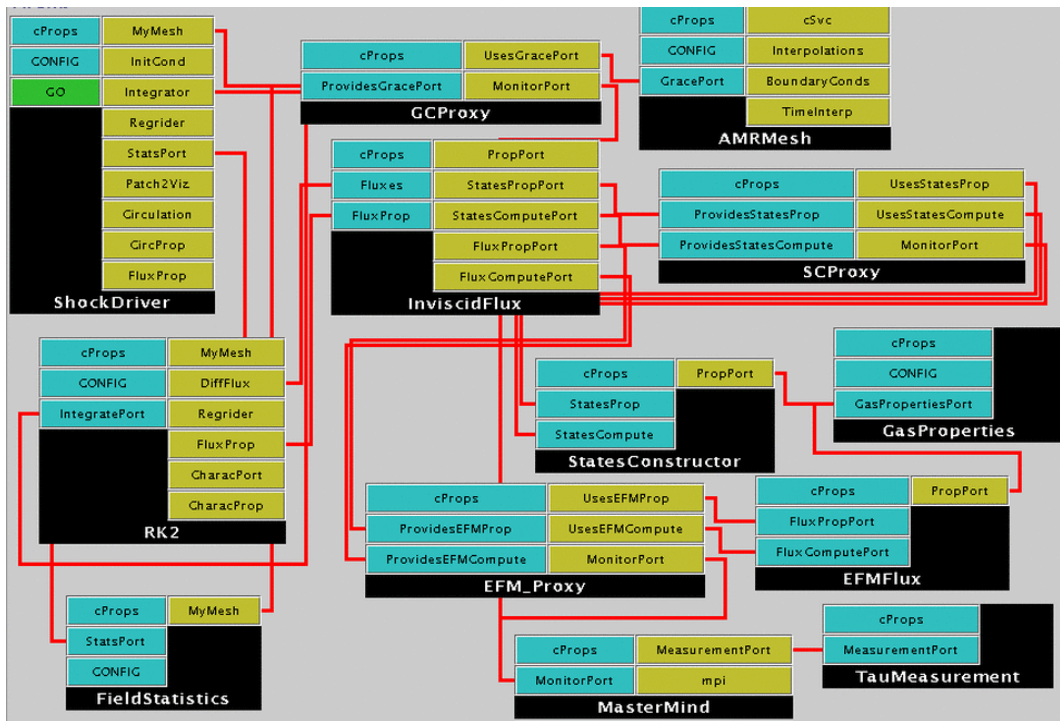 cProps MyMesh
CONFIG InitCond
GO Integrator
Regrider
StatsPort
Patch2Viz
Circulation
CircProp
FluxProp
ShockDriver
cProps UsesGracePort
ProvidesGracePort MonitorPort
GCProxy
cProps cSvc
CONFIG Interpolations
GracePort BoundaryConds
TimeInterp
AMRMesh
cProps PropPort
Fluxes StatesPropPort
FluxProp StatesComputePort
FluxPropPort
FluxComputePort
InviscidFlux
cProps UsesStatesProp
ProvidesStatesProp UsesStatesCompute
ProvidesStatesCompute MonitorPort
SCProxy
cProps MyMesh
CONFIG DiffFlux
IntegratePort Regrider
FluxProp
CharacPort
CharacProp
RK2
cProps PropPort
StatesProp
StatesCompute
StatesConstructor
cProps
CONFIG
GasPropertiesPort
GasProperties
cProps UsesEFMProp
ProvidesEFMProp UsesEFMCompute
ProvidesEFMCompute MonitorPort
EFM_Proxy
cProps PropPort
FluxPropPort
FluxComputePort
EFMFlux
cProps MyMesh
StatsPort
CONFIG
FieldStatistics
cProps MeasurementPort
MonitorPort mpi
MasterMind
cProps
MeasurementPort
TauMeasurement